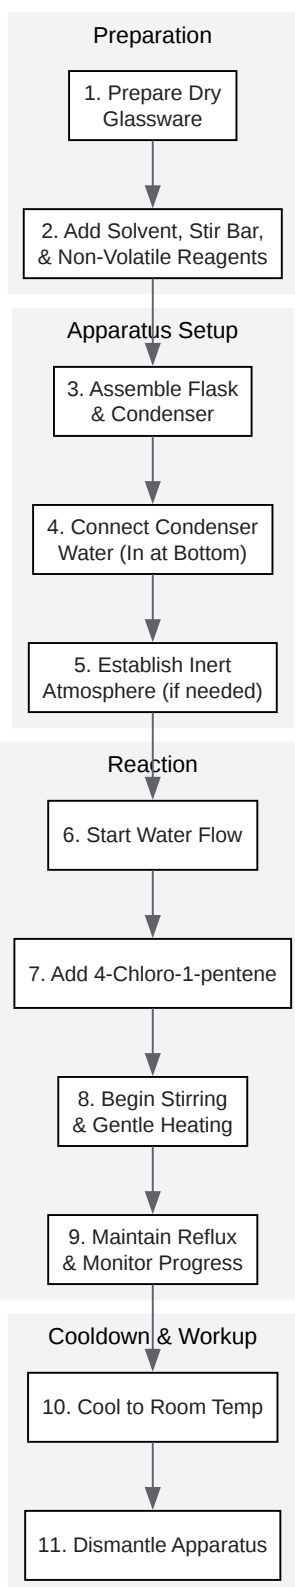 Preparation
1. Prepare Dry
Glassware
2. Add Solvent, Stir Bar,
& Non-Volatile Reagents
Apparatus Setup
3. Assemble Flask
& Condenser
4. Connect Condenser
Water (In at Bottom)
5. Establish Inert
Atmosphere (if needed)
Reaction
6. Start Water Flow
7. Add 4-Chloro-1-pentene
8. Begin Stirring
& Gentle Heating
9. Maintain Reflux
& Monitor Progress
Cooldown & Workup
10. Cool to Room Temp
11. Dismantle Apparatus